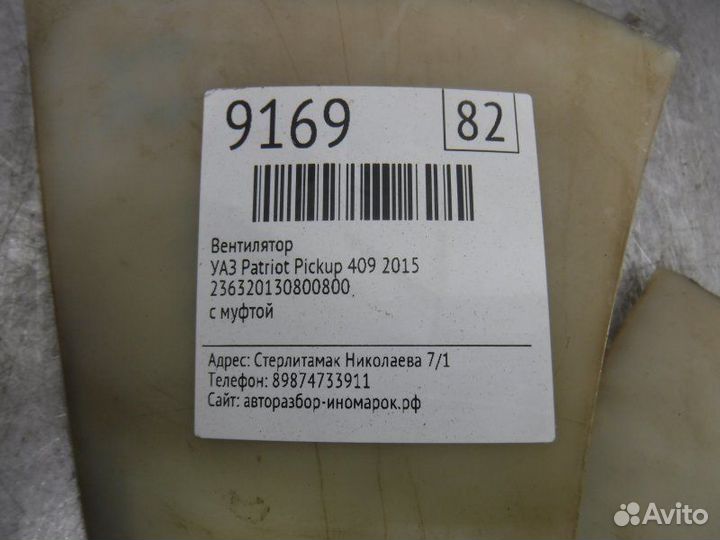 9169
82
Вентилятор
УАЗ Patriot Pickup 409 2015
236320130800800
с муфтой
Адрес: Стерлитамак Николаева 7/1
Телефон: 89874733911
Сайт: авторазбор-иномарок.рф
Avito